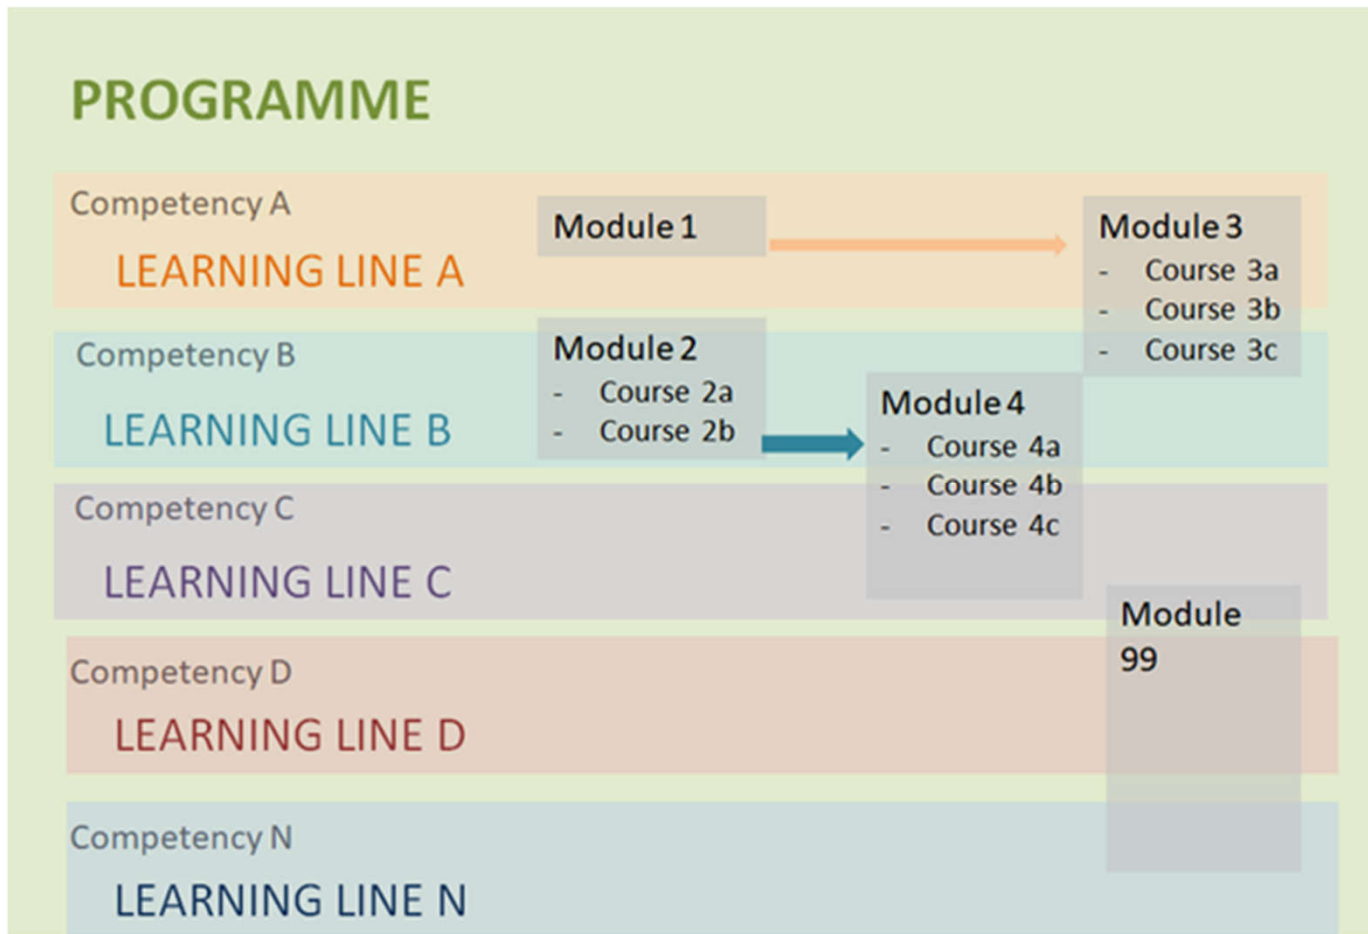 PROGRAMME
Competency A
LEARNING LINE A
Module 1
Module 3
- Course 3a
- Course 3b
- Course 3c
Competency B
LEARNING LINE B
Module 2
- Course 2a
- Course 2b
Module 4
- Course 4a
- Course 4b
- Course 4c
Competency C
LEARNING LINE C
Module
99
Competency D
LEARNING LINE D
Competency N
LEARNING LINE N